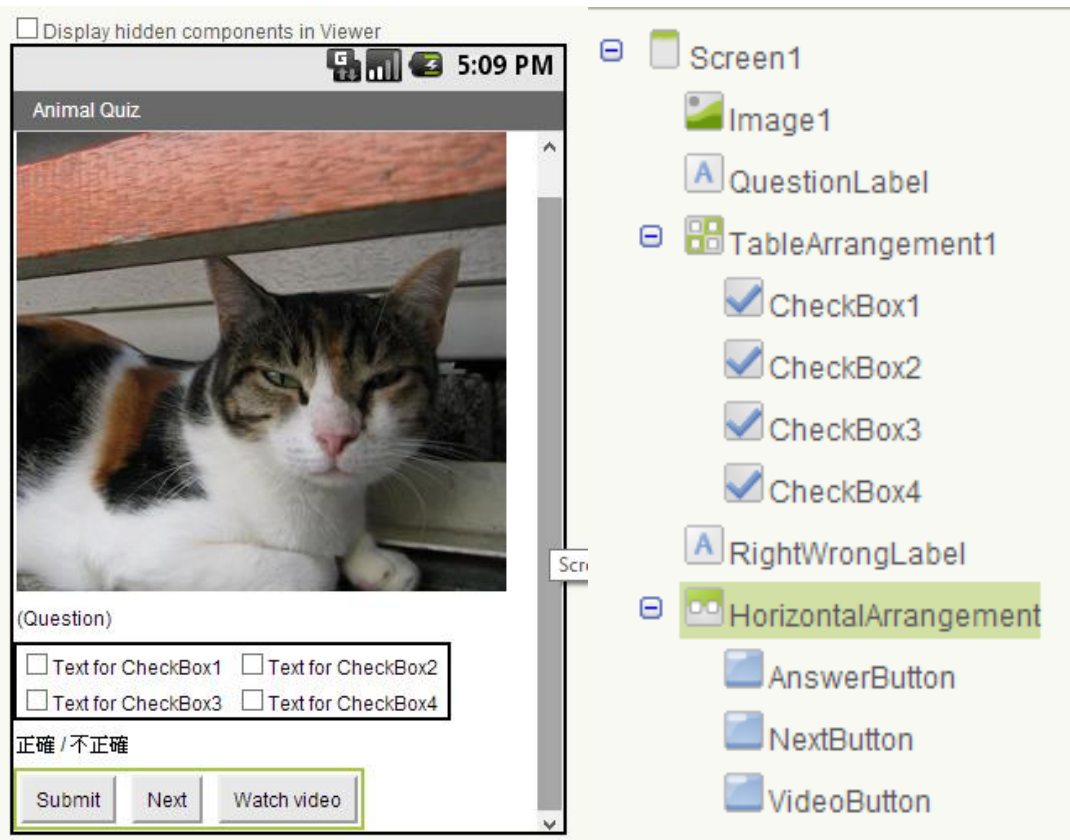 Display hidden components in Viewer
5:09 PM
Animal Quiz
(Question)
Text for CheckBox1 Text for CheckBox2
Text for CheckBox3 Text for CheckBox4
正確 / 不正確
Submit Next Watch video
Scre
Screen1
Image1
A QuestionLabel
TableArrangement1
CheckBox1
CheckBox2
CheckBox3
CheckBox4
A RightWrongLabel
HorizontalArrangement
AnswerButton
NextButton
VideoButton